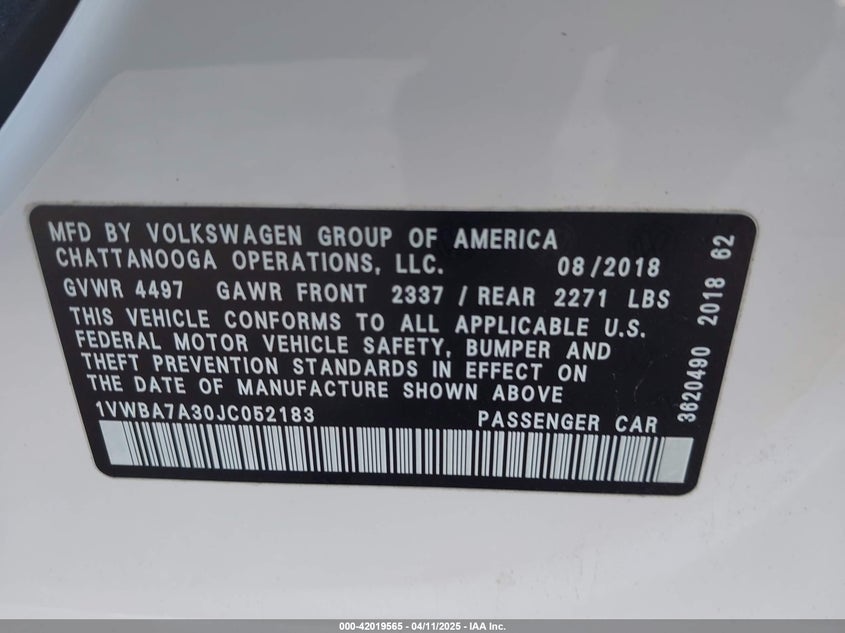 MFD BY VOLKSWAGEN GROUP OF AMERICA
CHATTANOOGA OPERATIONS, LLC. 08/2018
GVWR 4497 GAWR FRONT 2337 / REAR 2271 LBS
THIS VEHICLE CONFORMS TO ALL APPLICABLE U.S.
FEDERAL MOTOR VEHICLE SAFETY, BUMPER AND
THEFT PREVENTION STANDARDS IN EFFECT ON
THE DATE OF MANUFACTURE SHOWN ABOVE
1VWBA7A30JC052183 PASSENGER CAR
3620490 2018 62
000-42019565 - 04/11/2025 - IAA Inc.